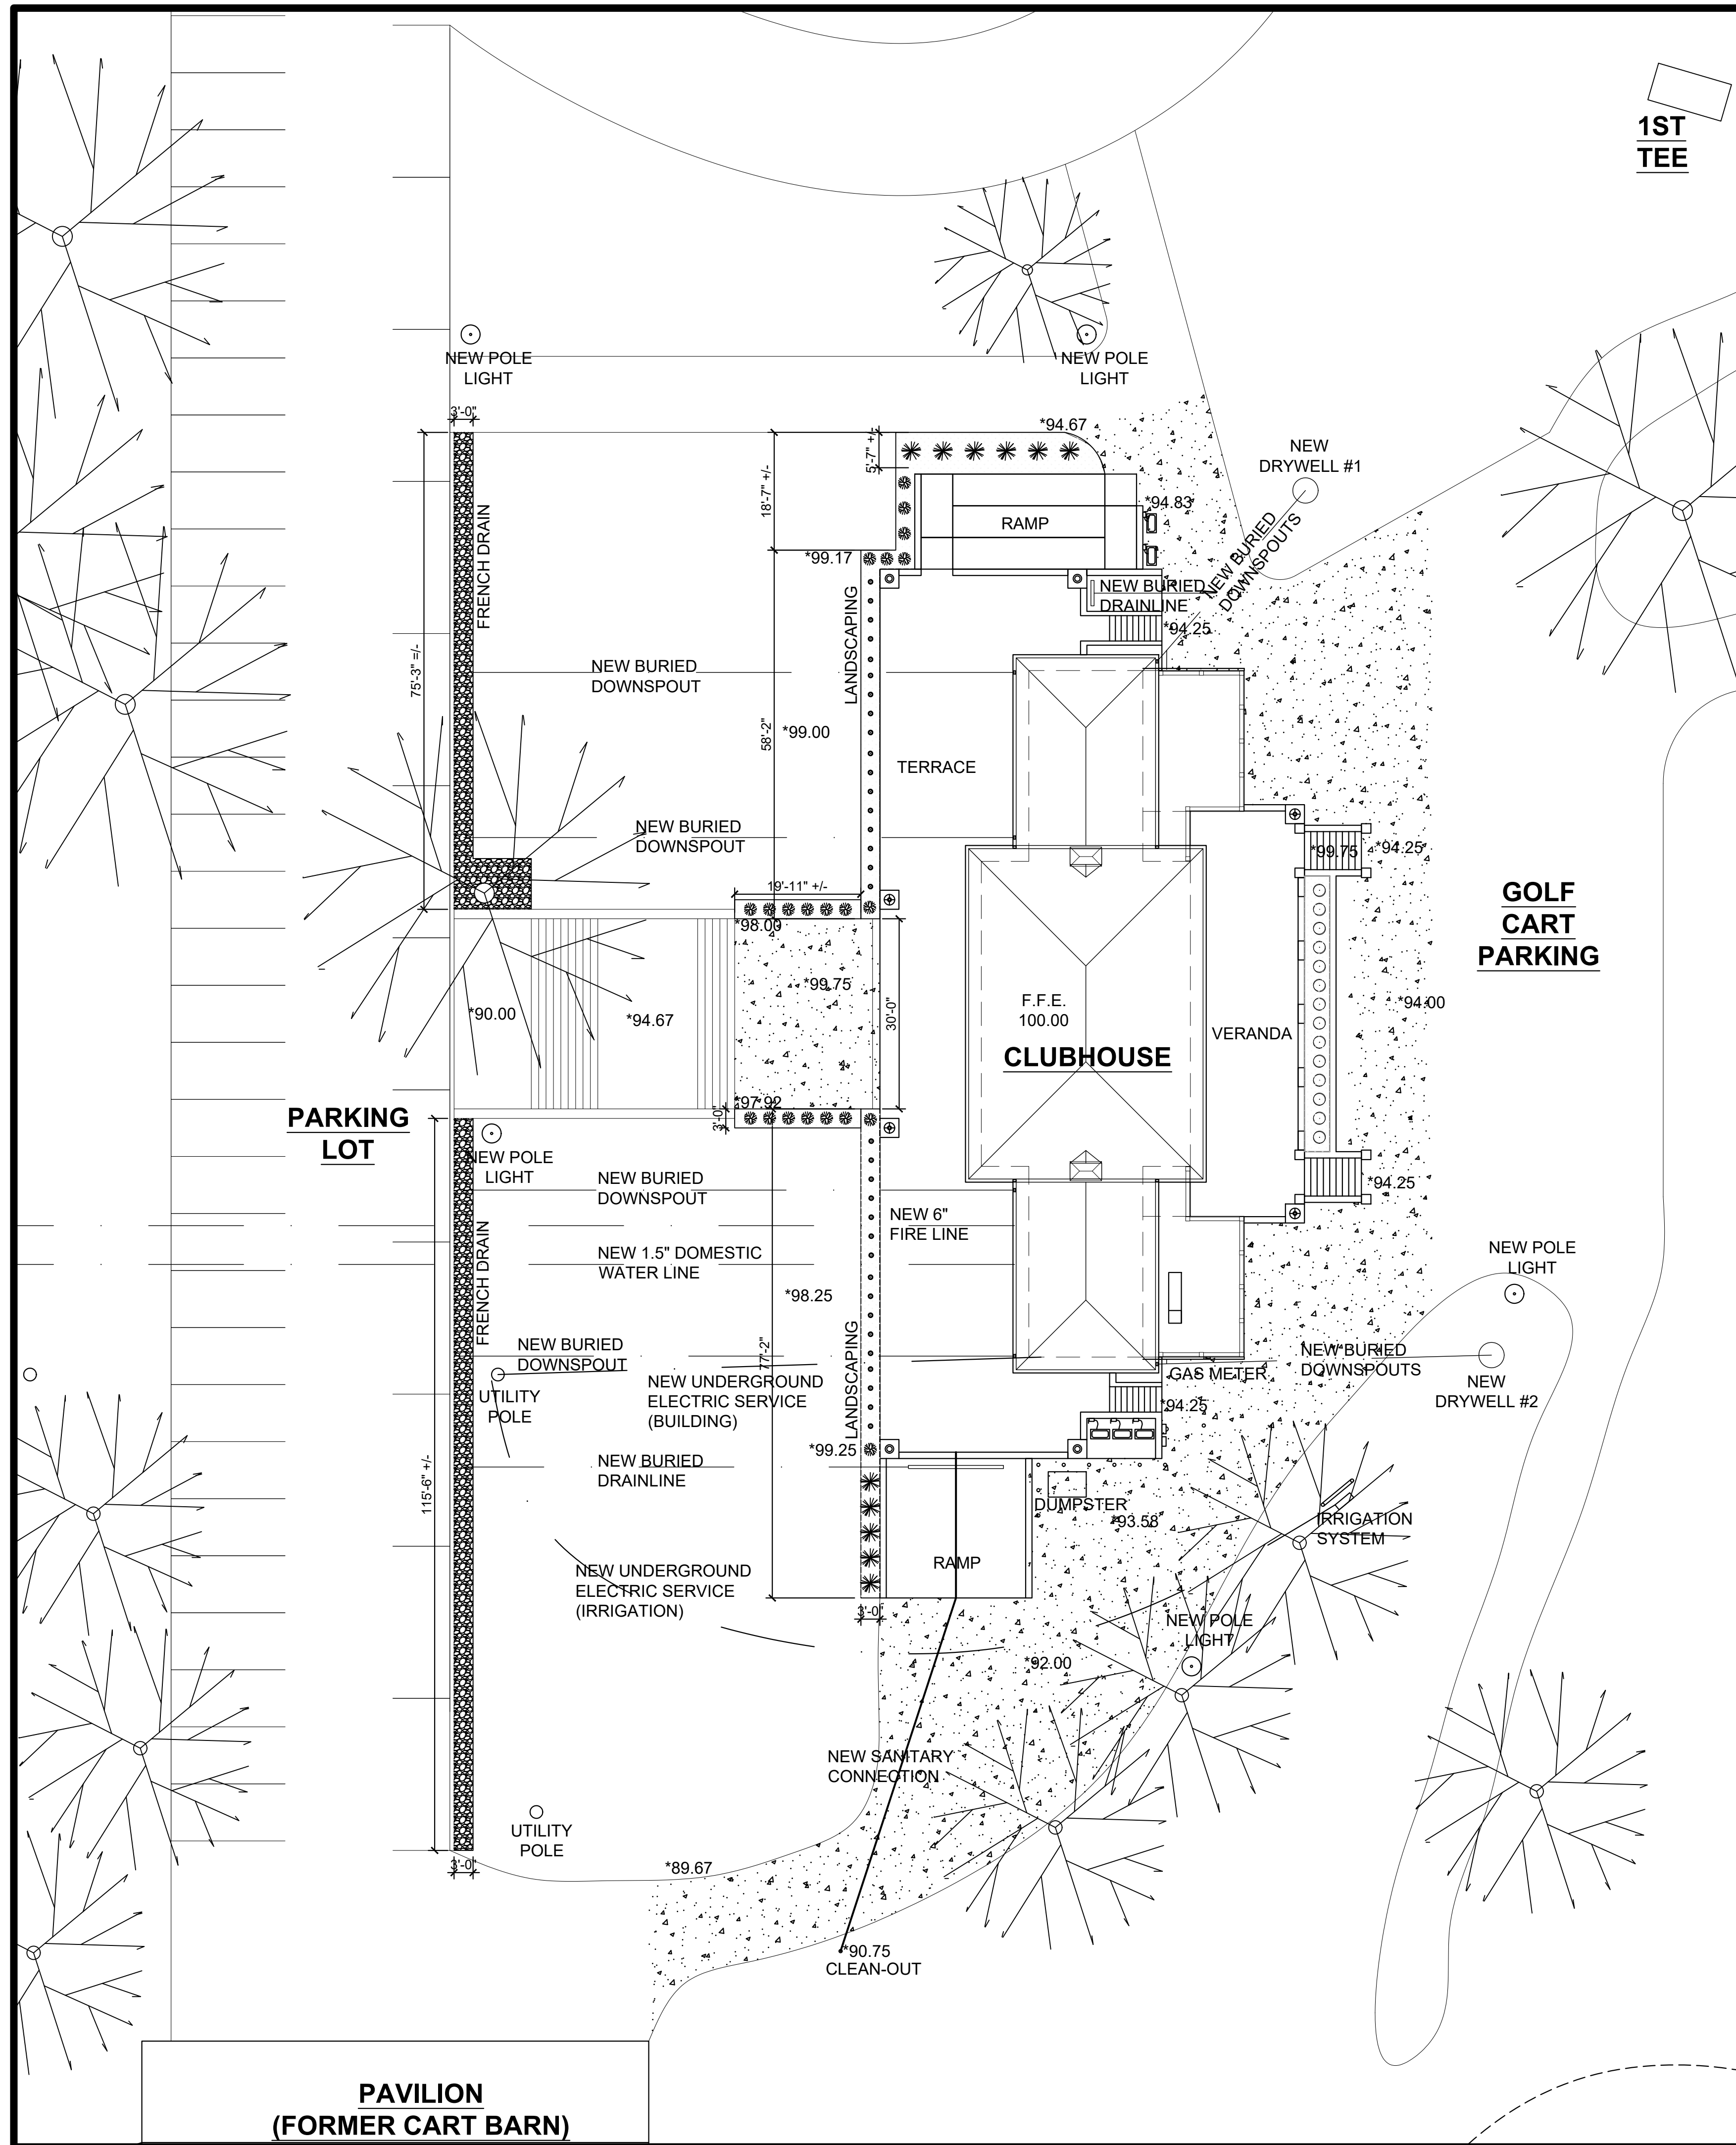 1ST
TEE
NEW POLE
LIGHT
NEW POLE
LIGHT
3'-0"
*94.67
5'-7" +/-
18'-7" +/-
NEW
DRYWELL #1
*94.83
RAMP
FRENCH DRAIN
*99.17
NEW BURIED
DOWNSPOUTS
NEW BURIED
DRAINLINE
LANDSCAPING
*94.25
75'-3" =/-
NEW BURIED
DOWNSPOUT
58'-2"
*99.00
TERRACE
NEW BURIED
DOWNSPOUT
*99.75
*94.25
19'-11" +/-
GOLF
CART
PARKING
*98.00
*99.75
30'-0"
F.F.E.
100.00
*94.00
*90.00
*94.67
VERANDA
CLUBHOUSE
*97.92
3'-0"
PARKING
LOT
NEW POLE
LIGHT
NEW BURIED
DOWNSPOUT
*94.25
NEW 6"
FIRE LINE
FRENCH DRAIN
NEW 1.5" DOMESTIC
WATER LINE
NEW POLE
LIGHT
*98.25
LANDSCAPING
77'-2"
NEW BURIED
DOWNSPOUT
NEW BURIED
DOWNSPOUTS
GAS METER
NEW
DRYWELL #2
UTILITY
POLE
NEW UNDERGROUND
ELECTRIC SERVICE
(BUILDING)
*94.25
*99.25
NEW BURIED
DRAINLINE
115'-6" +/-
DUMPSTER
*93.58
IRRIGATION
SYSTEM
RAMP
NEW UNDERGROUND
ELECTRIC SERVICE
(IRRIGATION)
3'-0"
NEW POLE
LIGHT
*92.00
NEW SANITARY
CONNECTION
UTILITY
POLE
3'-0"
*89.67
*90.75
CLEAN-OUT
PAVILION
(FORMER CART BARN)